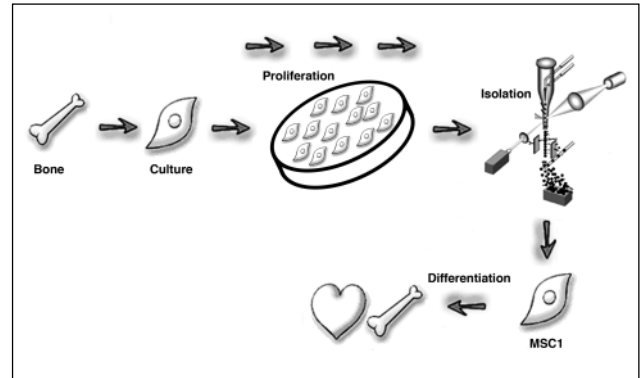 Proliferation
Isolation
Bone
Culture
Differentiation
MSC1